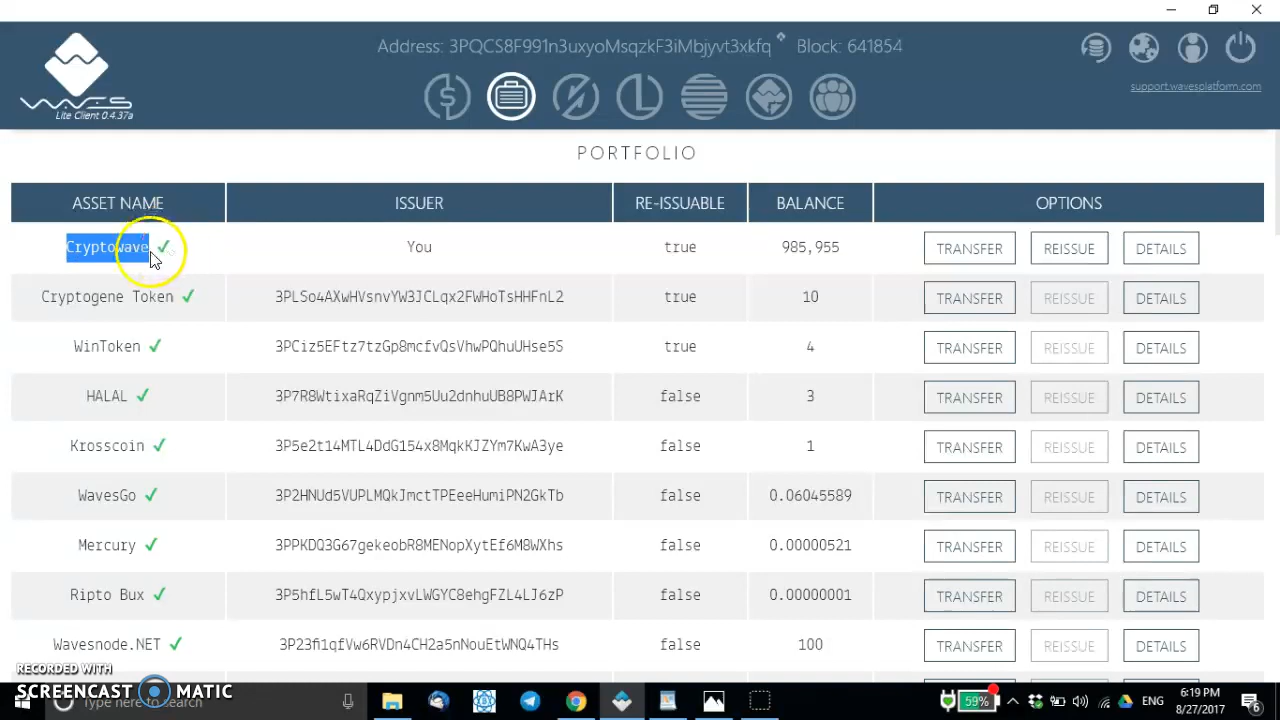 Address: 3PQCS8F991n3uxyoMsqzkF3iMbjyvt3xkfq Block: 641854
WAVES
Lite Client 0.4.37a
support.wavesplatform.com
PORTFOLIO
ASSET NAME ISSUER RE-ISSUABLE BALANCE OPTIONS
Cryptowave You true 985,955 TRANSFER REISSUE DETAILS
Cryptogene Token 3PLSo4AXwHVsnvYW3JCLqx2FWHoTsHHFnL2 true 10 TRANSFER REISSUE DETAILS
WinToken 3PCiz5EFtz7tzGp8mcfvQsVhwPQhuUHse5S true 4 TRANSFER REISSUE DETAILS
HALAL 3P7R8WtixaRqZiVgnm5Uu2dnhuUB8PWJArK false 3 TRANSFER REISSUE DETAILS
Krosscoin 3P5e2t14MTL4DdG154x8MqkKJZYm7KwA3ye false 1 TRANSFER REISSUE DETAILS
WavesGo 3P2HNUd5VUPLMQkJmctTPEeeHumiPN2GkTb false 0.06045589 TRANSFER REISSUE DETAILS
Mercury 3PPKDQ3G67gekeobR8MENopXytEf6M8WXhs false 0.00000521 TRANSFER REISSUE DETAILS
Ripto Bux 3P5hfL5wT4QxypjxvLWGYC8ehgFZL4LJ6zP false 0.00000001 TRANSFER REISSUE DETAILS
Wavesnode.NET 3P23fi1qfVw6RVDn4CH2a5nNouEtWNQ4THs false 100 TRANSFER REISSUE DETAILS
RECORDED WITH
SCREENCAST MATIC
Type here to search
59%
ENG
6:19 PM
8/27/2017
6